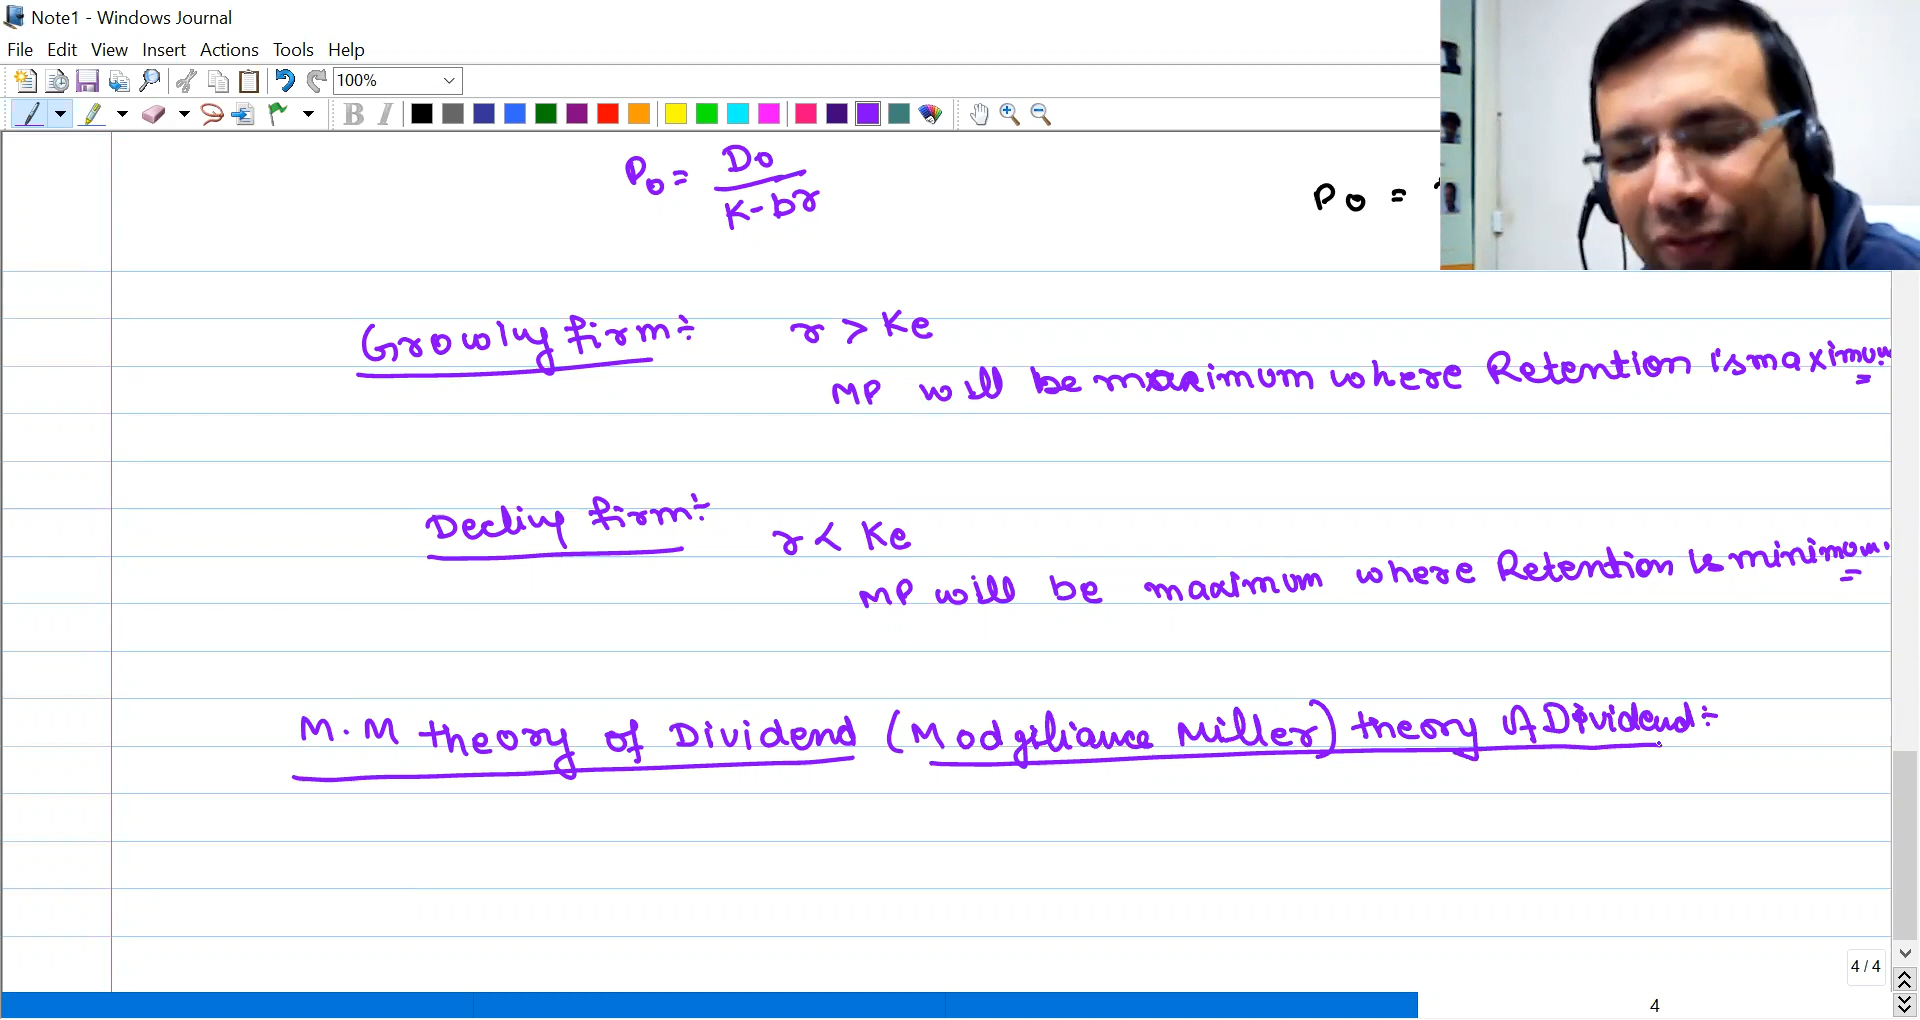 Note1 - Windows Journal
File Edit View Insert Actions Tools Help
100%
B I
P0 = D0 / K-br
P0 =
Growing firm:- r > Ke
MP will be maximum where Retention is maximum
Decling firm:- r < Ke
MP will be maximum where Retention is minimum.
M.M theory of Dividend (Modgiliance Miller) theory of Dividend:-
4 / 4
4